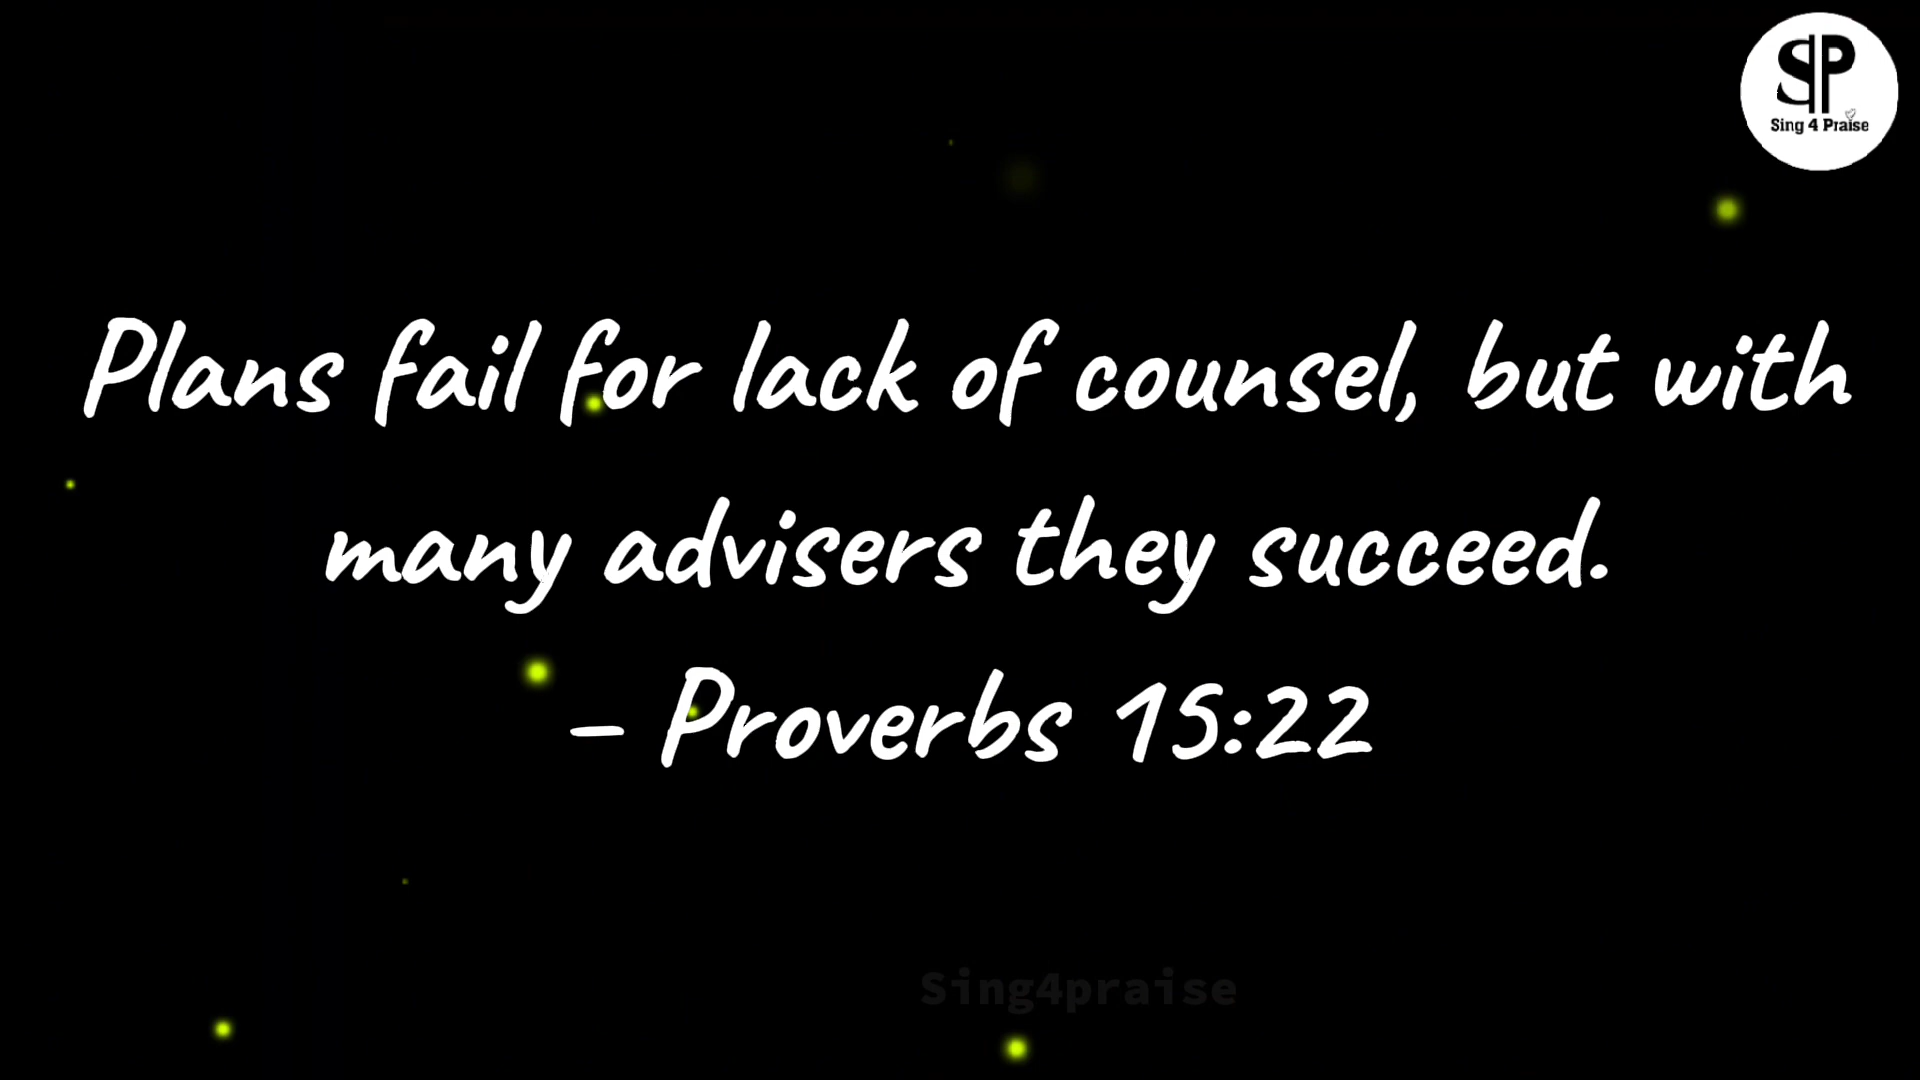 SP
Sing 4 Praise
Plans fail for lack of counsel, but with
many advisers they succeed.
– Proverbs 15:22
Sing4praise